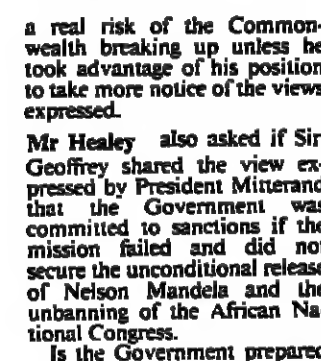 a real risk of the Common-
wealth breaking up unless he
took advantage of his position
to take more notice of the views
expressed.
Mr Healey also asked if Sir
Geoffrey shared the view ex-
pressed by President Mitterand
that the Government was
committed to sanctions if the
mission failed and did not
secure the unconditional release
of Nelson Mandela and the
unbanning of the African Na-
tional Congress.
Is the Government prepared